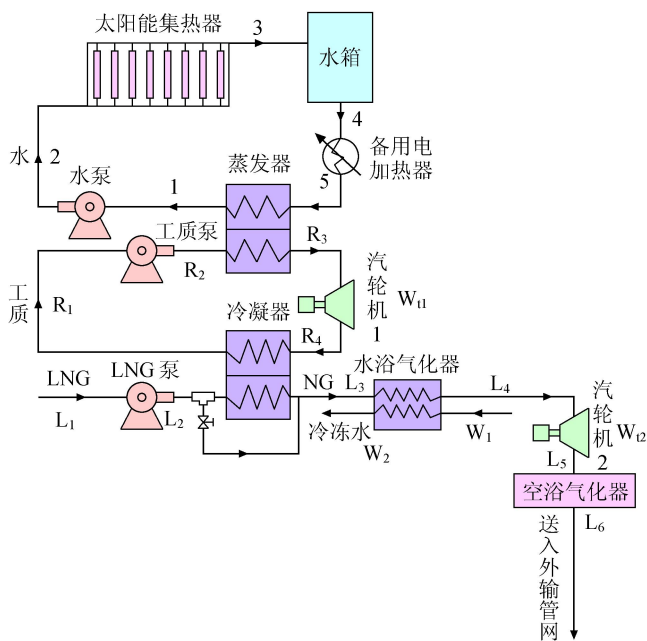 太阳能集热器
3
水箱
4
备用电
加热器
5
水
2
水泵
1
蒸发器
工质泵
R₂
R₃
工质
R₁
汽轮机
1
Wₜ₁
冷凝器
R₄
LNG
L₁
LNG 泵
L₂
NG
L₃
水浴气化器
L₄
冷冻水
W₂
W₁
汽轮机
2
Wₜ₂
L₅
空浴气化器
L₆
送入外输管网